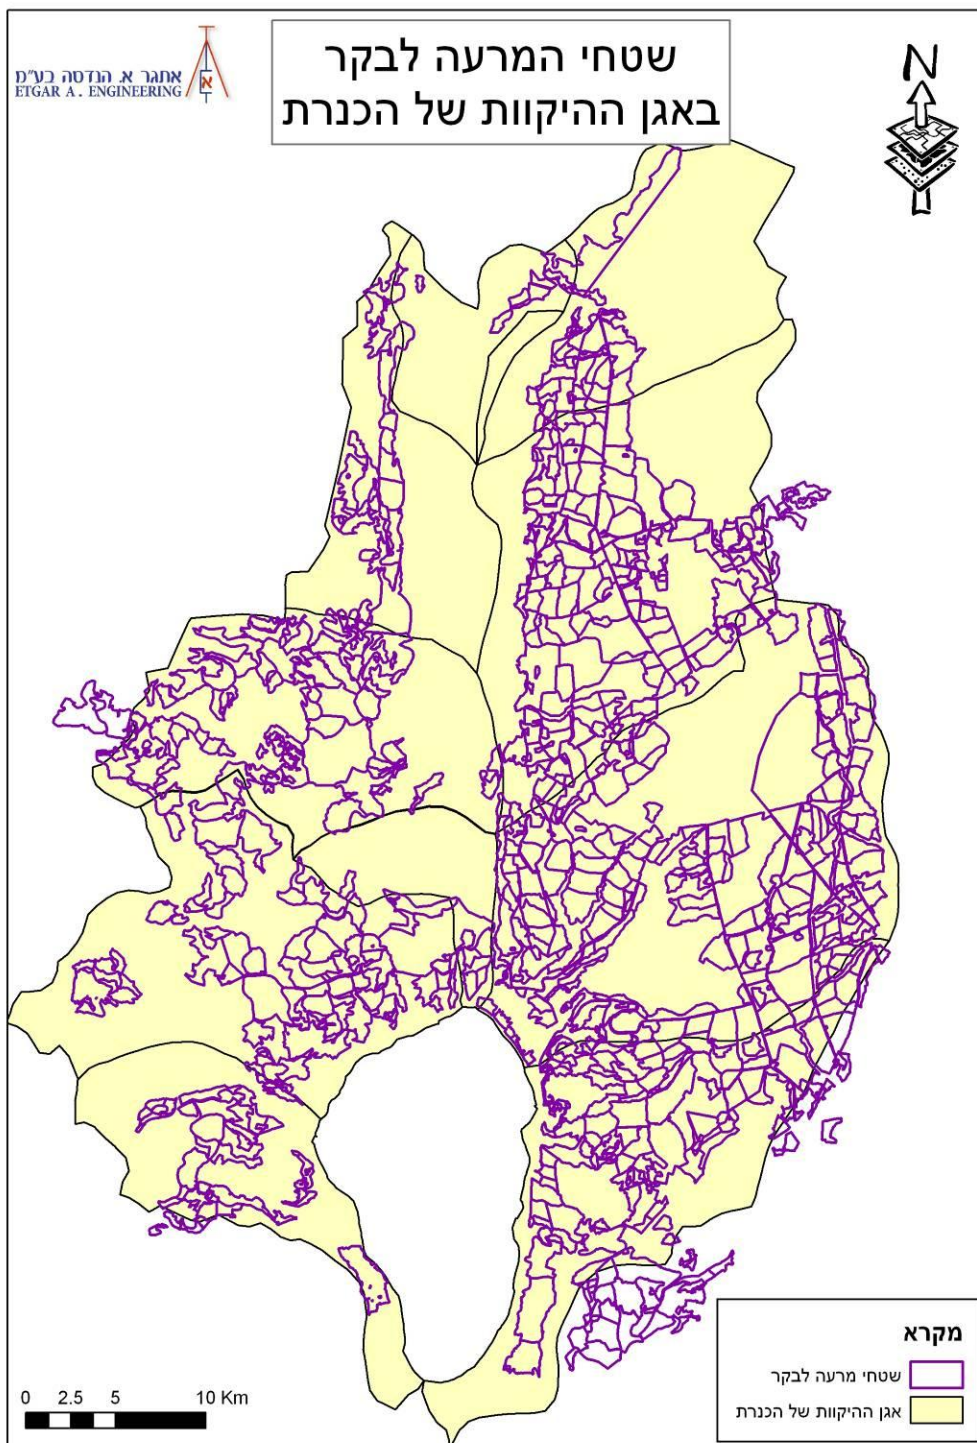 שטחי המרעה לבקר
באגן ההיקוות של הכנרת
אתגר א. הנדסה בע"מ
ETGAR A. ENGINEERING
א
N
מקרא
שטחי מרעה לבקר
אגן ההיקוות של הכנרת
0 2.5 5 10 Km